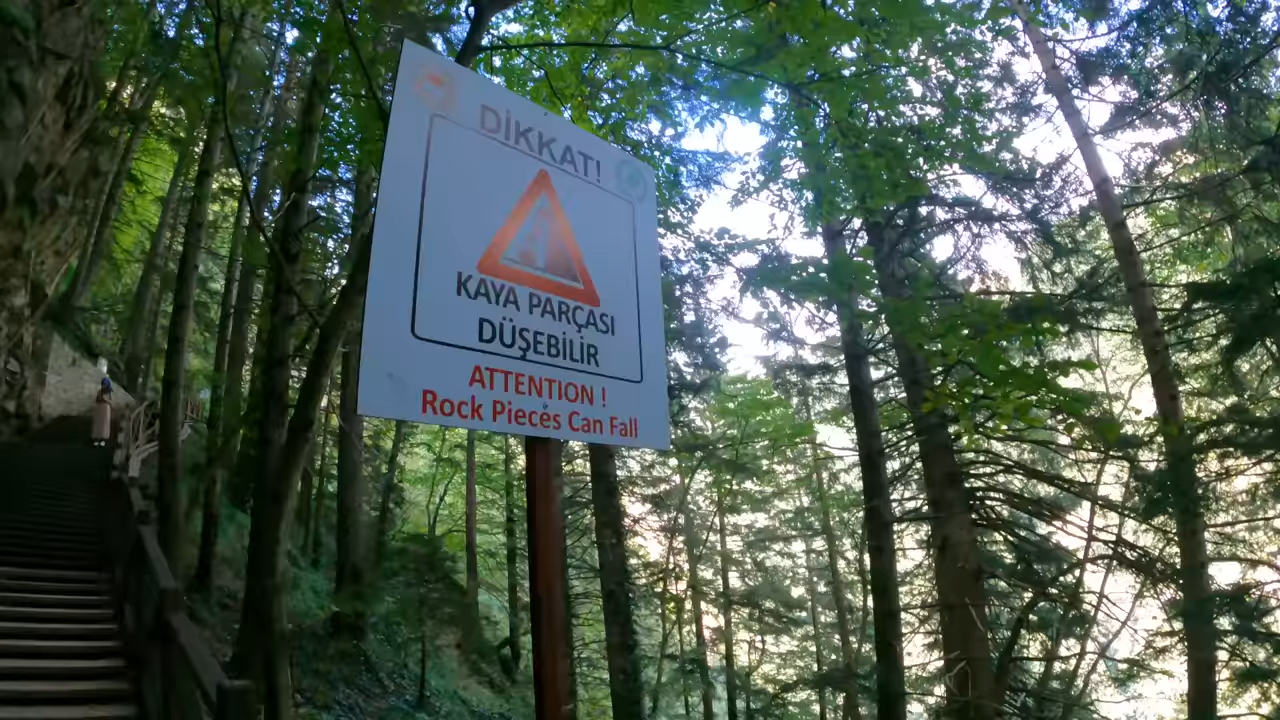 DİKKAT!
KAYA PARÇASI
DÜŞEBİLİR
ATTENTION !
Rock Pieces Can Fall